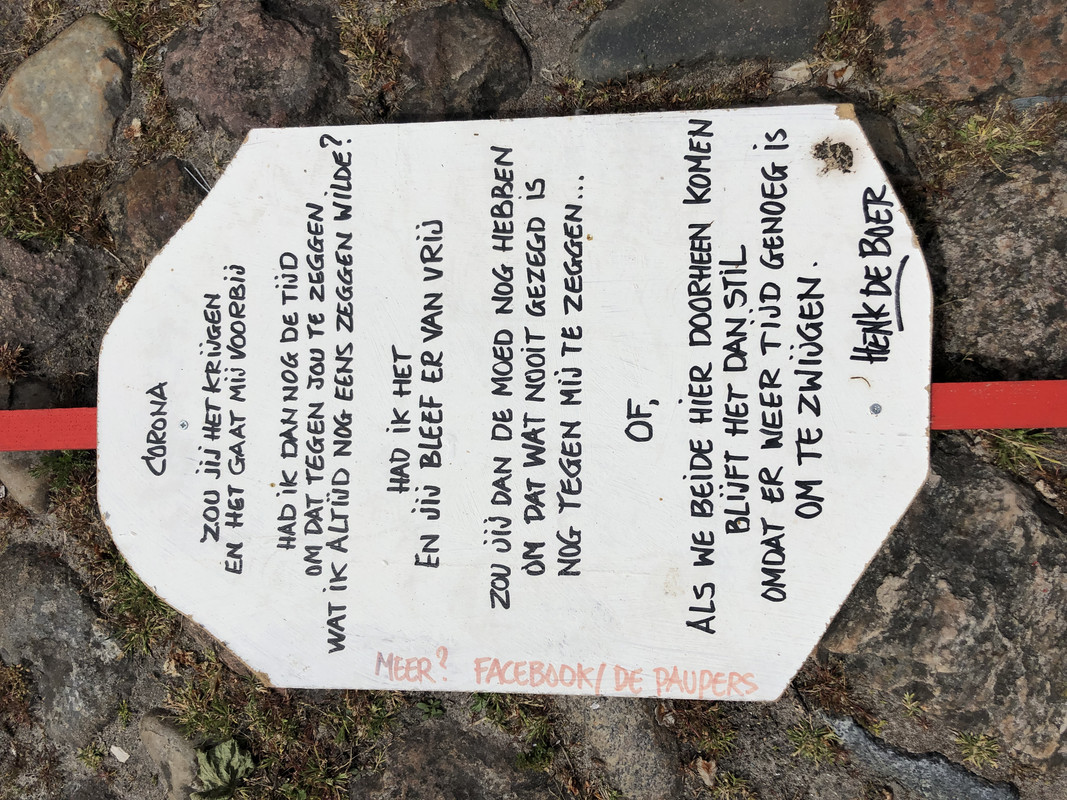 CORONA
ZOU JIJ HET KRIJGEN
EN HET GAAT MIJ VOORBIJ
HAD IK DAN NOG DE TIJD
OM DAT TEGEN JOU TE ZEGGEN
WAT IK ALTIJD NOG EENS ZEGGEN WILDE?
HAD IK HET
EN JIJ BLEEF ER VAN VRIJ
ZOU JIJ DAN DE MOED NOG HEBBEN
OM DAT WAT NOOIT GEZEGD IS
NOG TEGEN MIJ TE ZEGGEN...
OF,
ALS WE BEIDE HIER DOORHEEN KOMEN
BLIJFT HET DAN STIL
OMDAT ER WEER TIJD GENOEG IS
OM TE ZWIJGEN.
HENK DE BOER
MEER? FACEBOOK/ DE PAUPERS